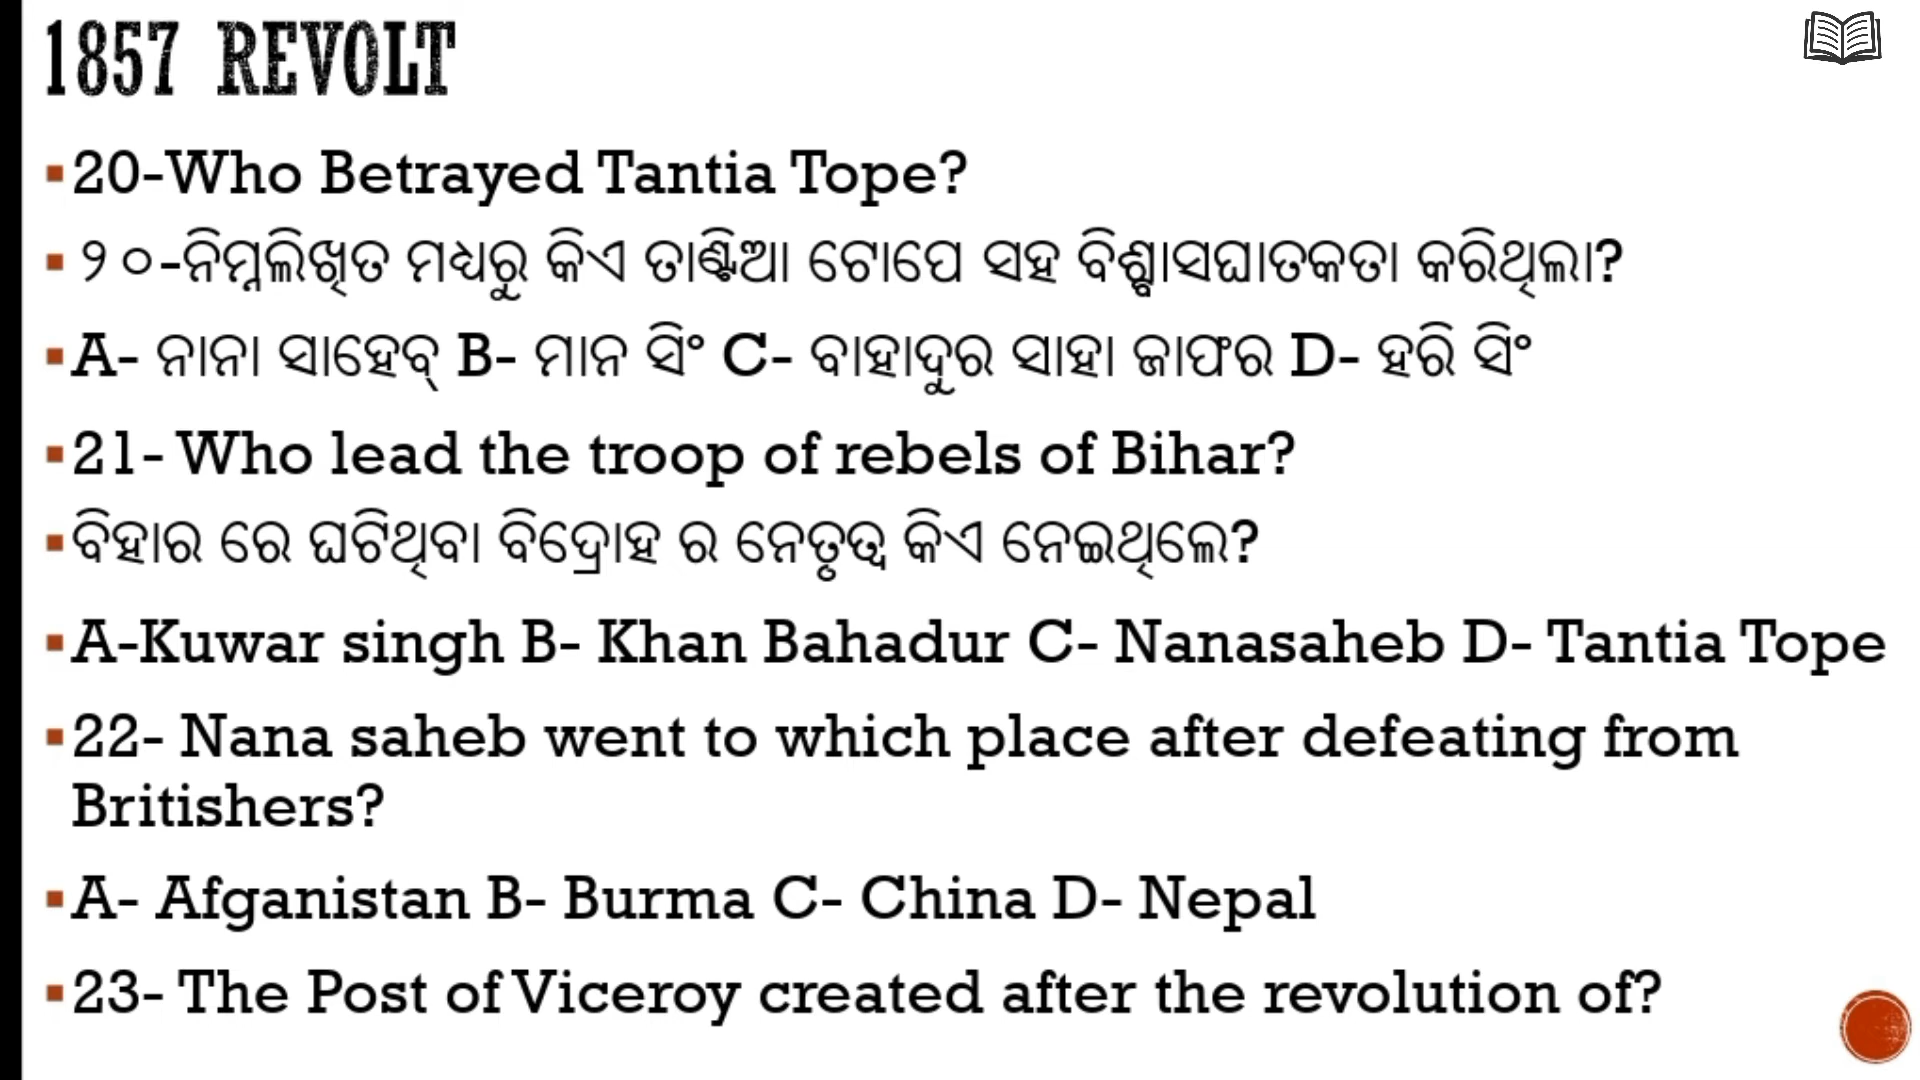 1857 REVOLT
20-Who Betrayed Tantia Tope?
୨୦-ନିମ୍ନଲିଖିତ ମଧ୍ଯରୁ କିଏ ତାଣ୍ଟିଆ ଟୋପେ ସହ ବିଶ୍ବାସଘାତକତା କରିଥିଲା?
A- ନାନା ସାହେବ୍ B- ମାନ ସିଂ C- ବାହାଦୁର ସାହା ଜାଫର D- ହରି ସିଂ
21- Who lead the troop of rebels of Bihar?
ବିହାର ରେ ଘଟିଥିବା ବିଦ୍ରୋହ ର ନେତୃତ୍ୱ କିଏ ନେଇଥିଲେ?
A-Kuwar singh B- Khan Bahadur C- Nanasaheb D- Tantia Tope
22- Nana saheb went to which place after defeating from
Britishers?
A- Afganistan B- Burma C- China D- Nepal
23- The Post of Viceroy created after the revolution of?